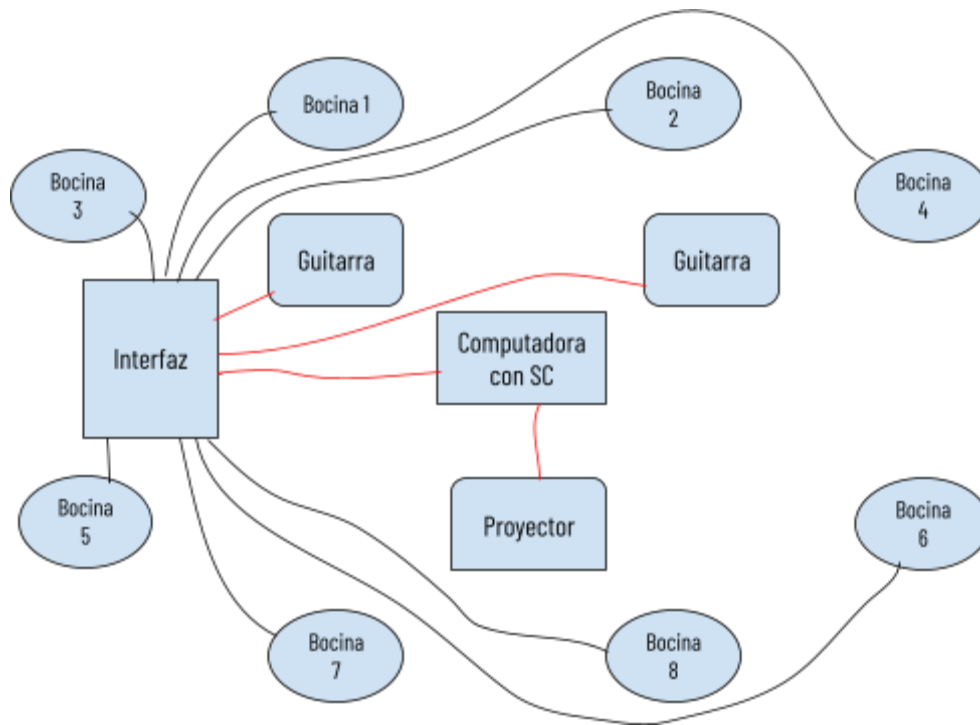 Bocina 1
Bocina
2
Bocina
3
Bocina
4
Guitarra
Guitarra
Interfaz
Computadora
con SC
Bocina
5
Proyector
Bocina
6
Bocina
7
Bocina
8